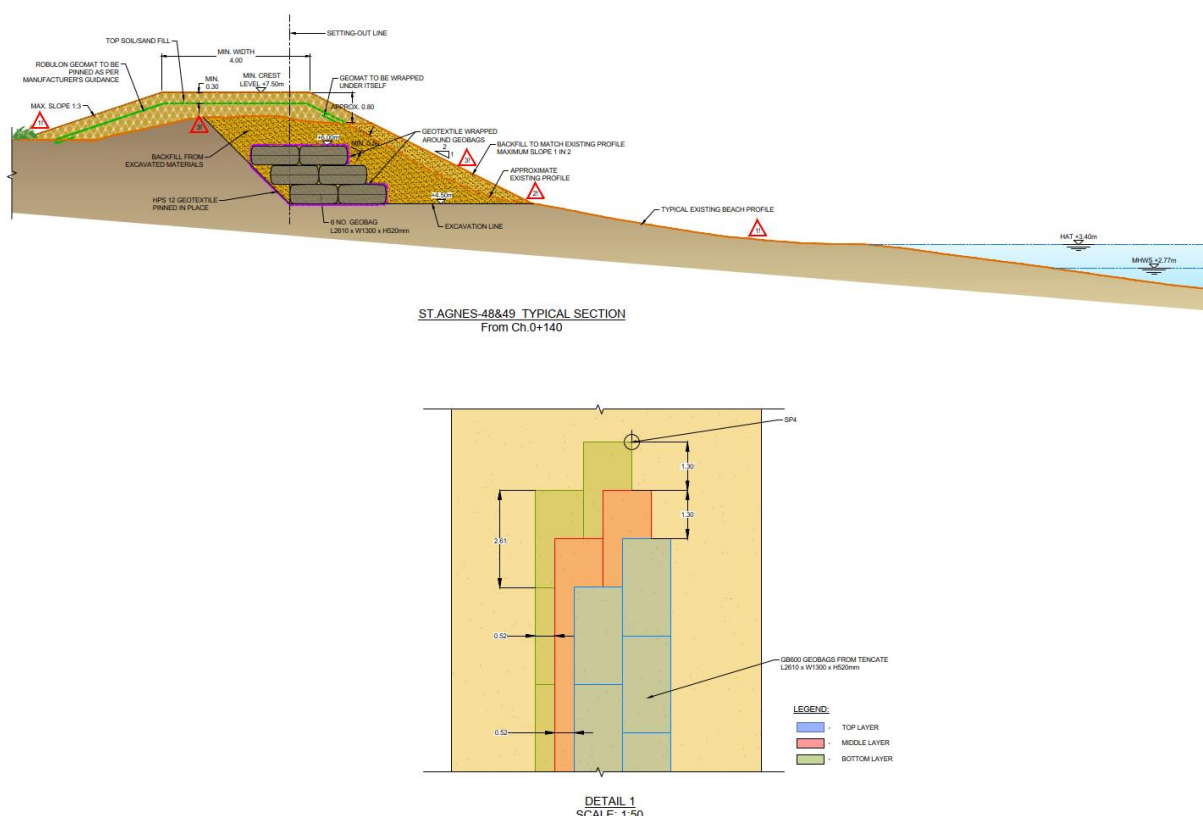 SETTING-OUT LINE
TOP SOIL/SAND FILL
MIN. WIDTH
4.00
ROBULON GEOMAT TO BE
PINNED AS PER
MANUFACTURER'S GUIDANCE
MIN.
0.30
MIN. CREST
LEVEL +7.50m
GEOMAT TO BE WRAPPED
UNDER ITSELF
MAX. SLOPE 1:3
APPROX. 0.80
1!
3!
GEOTEXTILE WRAPPED
AROUND GEOBAGS
2
1
BACKFILL TO MATCH EXISTING PROFILE
MAXIMUM SLOPE 1 IN 2
BACKFILL FROM
EXCAVATED MATERIALS
3!
APPROXIMATE
EXISTING PROFILE
2!
HPS 12 GEOTEXTILE
PINNED IN PLACE
+4.50m
6 NO. GEOBAG
L2610 x W1300 x H520mm
EXCAVATION LINE
TYPICAL EXISTING BEACH PROFILE
1!
HAT +3.40m
MHWS +2.77m
ST.AGNES-48&49 TYPICAL SECTION
From Ch.0+140
SP4
1.30
1.30
2.61
0.52
0.52
GB600 GEOBAGS FROM TENCATE
L2610 x W1300 x H520mm
LEGEND:
- TOP LAYER
- MIDDLE LAYER
- BOTTOM LAYER
DETAIL 1
SCALE: 1:50